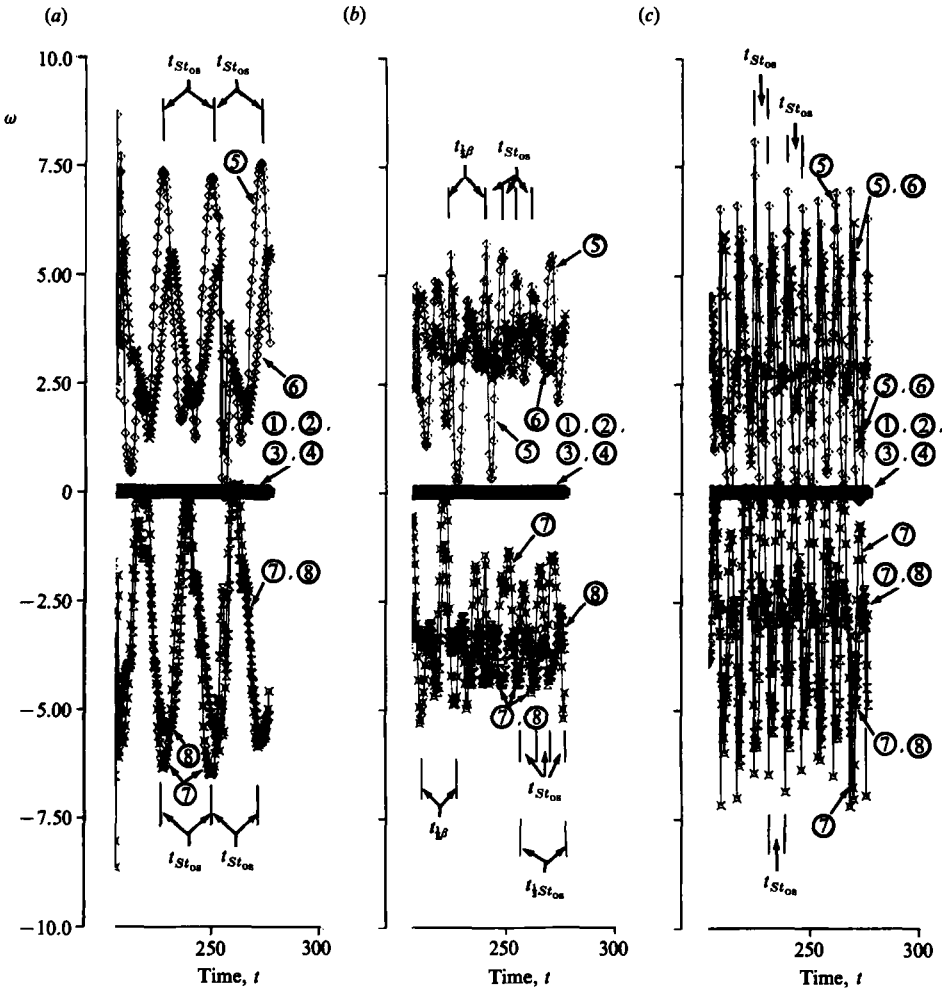 (a) (b) (c)
ω
10.0
7.50
5.00
2.50
0
−2.50
−5.00
−7.50
−10.0
t_{St_{os}} t_{St_{os}}
⑤
⑥
①, ②,
③, ④
⑦, ⑧
⑧
⑦
t_{St_{os}} t_{St_{os}}
250 300
Time, t
t_{½β} t_{St_{os}}
⑤
⑥ ①, ②,
⑤ ③, ④
⑦
⑧
⑦, ⑧
t_{St_{os}}
t_{½β}
t_{½St_{os}}
250 300
Time, t
t_{St_{os}}
t_{St_{os}}
⑤
⑤, ⑥
⑤, ⑥
①, ②,
③, ④
⑦
⑦, ⑧
⑦, ⑧
⑦
t_{St_{os}}
250 300
Time, t